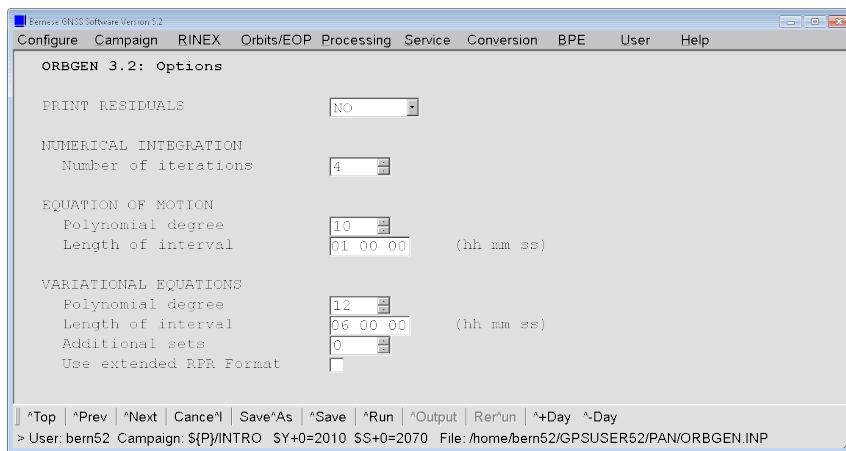 Bernese GNSS Software Version 5.2
Configure Campaign RINEX Orbits/EOP Processing Service Conversion BPE User Help
ORBGEN 3.2: Options
PRINT RESIDUALS NO
NUMERICAL INTEGRATION
Number of iterations 4
EQUATION OF MOTION
Polynomial degree 10
Length of interval 01 00 00 (hh mm ss)
VARIATIONAL EQUATIONS
Polynomial degree 12
Length of interval 06 00 00 (hh mm ss)
Additional sets 0
Use extended RPR Format
^Top | ^Prev | ^Next | Cance^l | Save^As | ^Save | ^Run | ^Output | Rer^un | ^+Day ^-Day
> User: bern52 Campaign: ${P}/INTRO $Y+0=2010 $S+0=2070 File: /home/bern52/GPSUSER52/PAN/ORBGEN.INP